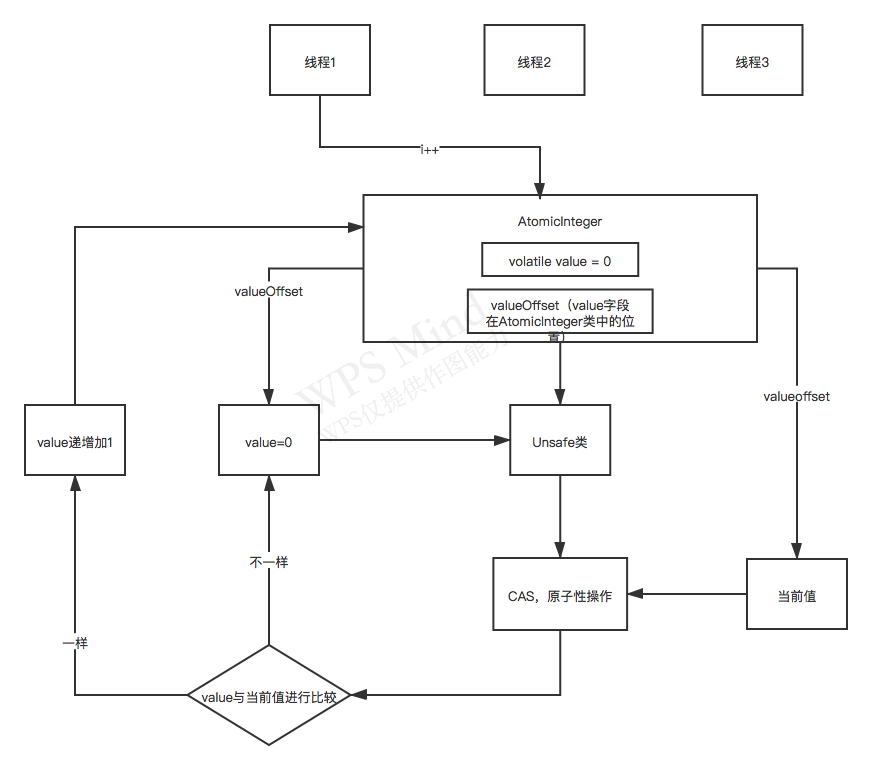 线程1
线程2
线程3
i++
AtomicInteger
volatile value = 0
valueOffset
valueOffset（value字段
在AtomicInteger类中的位
置）
WPS Mind
WPS仅提供作图能力
valueoffset
value递增加1
value=0
Unsafe类
不一样
CAS，原子性操作
当前值
一样
value与当前值进行比较